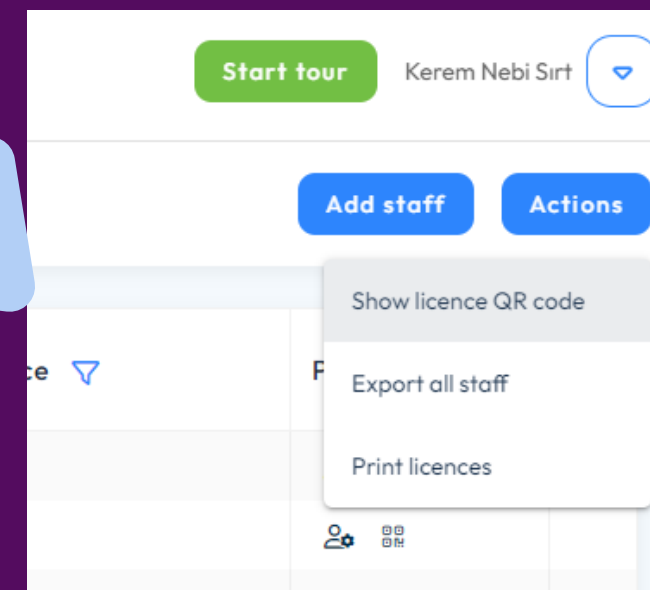 Start tour
Kerem Nebi Sırt
Add staff
Actions
Show licence QR code
ce
P
Export all staff
Print licences